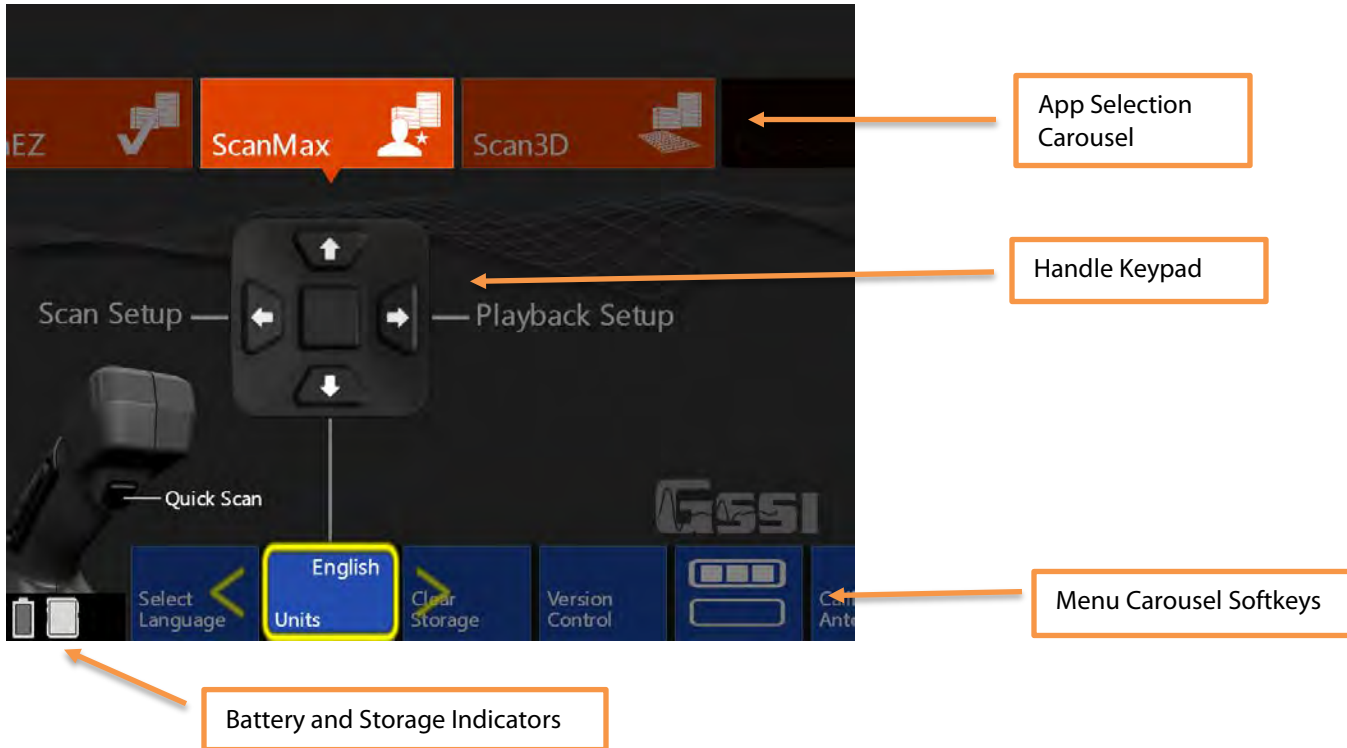 App Selection
Carousel
EZ
ScanMax
Scan3D
Handle Keypad
Scan Setup
Playback Setup
Quick Scan
GSSI
English
Select
Language
Units
Clear
Storage
Version
Control
Menu Carousel Softkeys
Battery and Storage Indicators